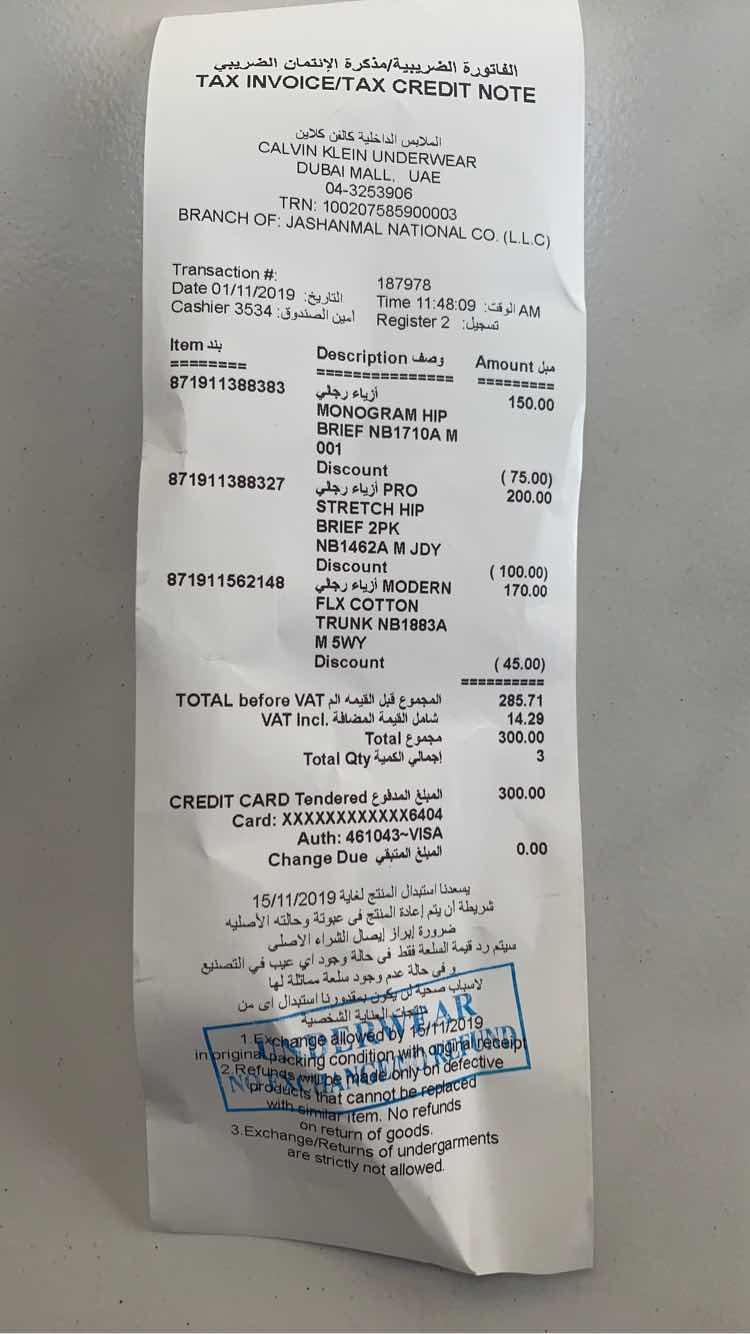 الفاتورة الضريبية/مذكرة الإئتمان الضريبي
TAX INVOICE/TAX CREDIT NOTE
الملابس الداخلية كالفن كلاين
CALVIN KLEIN UNDERWEAR
DUBAI MALL, UAE
04-3253906
TRN: 100207585900003
BRANCH OF: JASHANMAL NATIONAL CO. (L.L.C)
Transaction #: 187978
Date 01/11/2019 التاريخ: Time 11:48:09 الوقت: AM
Cashier 3534 أمين الصندوق: Register 2 تسجيل:
Item بند Description وصف Amount مبل
======== =============== =========
871911388383 أزياء رجالي 150.00
MONOGRAM HIP
BRIEF NB1710A M
001
Discount ( 75.00)
871911388327 أزياء رجالي PRO 200.00
STRETCH HIP
BRIEF 2PK
NB1462A M JDY
Discount ( 100.00)
871911562148 أزياء رجالي MODERN 170.00
FLX COTTON
TRUNK NB1883A
M 5WY
Discount ( 45.00)
==========
TOTAL before VAT المجموع قبل القيمه الم 285.71
VAT Incl. شامل القيمة المضافة 14.29
Total مجموع 300.00
Total Qty إجمالي الكمية 3
CREDIT CARD Tendered المبلغ المدفوع 300.00
Card: XXXXXXXXXXXX6404
Auth: 461043~VISA
Change Due المبلغ المتبقي 0.00
يسعدنا استبدال المنتج لغاية 15/11/2019
شريطة أن يتم إعادة المنتج في عبوتة وحالته الأصليه
ضرورة إبراز إيصال الشراء الاصلي
سيتم رد قيمة السلعة فقط في حالة وجود اي عيب في التصنيع
و في حالة عدم وجود سلعة مماثلة لها
لاسباب صحية لن يكون بمقدورنا استبدال اى من
منتجات العناية الشخصية
UNDERWEAR
NO EXCHANGE NO REFUND
1.Exchange allowed by 15/11/2019
in original packing condition with original receipt
2.Refunds will be made only on defective
products that cannot be replaced
with similar item. No refunds
on return of goods.
3.Exchange/Returns of undergarments
are strictly not allowed.